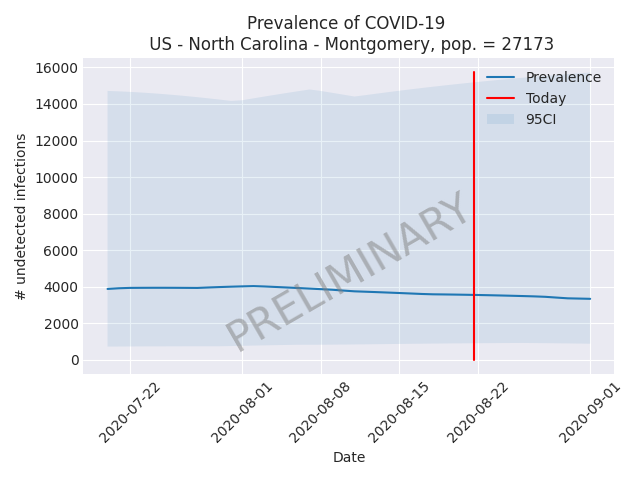 Prevalence of COVID-19
US - North Carolina - Montgomery, pop. = 27173
16000
14000
12000
10000
8000
6000
4000
2000
0
# undetected infections
Prevalence
Today
95CI
PRELIMINARY
2020-07-22
2020-08-01
2020-08-08
2020-08-15
2020-08-22
2020-09-01
Date